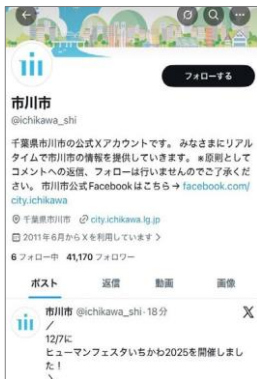 フォローする
市川市
@ichikawa_shi
千葉県市川市の公式Xアカウントです。 みなさまにリアル
タイムで市川市の情報を提供していきます。 *原則として
コメントへの返信、フォローは行いませんのでご了承くだ
さい。 市川市公式Facebookはこちら→ facebook.com/
city.ichikawa
千葉県市川市 city.ichikawa.lg.jp
2011年6月からXを利用しています >
6 フォロー中 41,170 フォロワー
ポスト 返信 動画 画像
市川市 @ichikawa_shi·18分
/
12/7に
ヒューマンフェスタいちかわ2025を開催しまし
た！